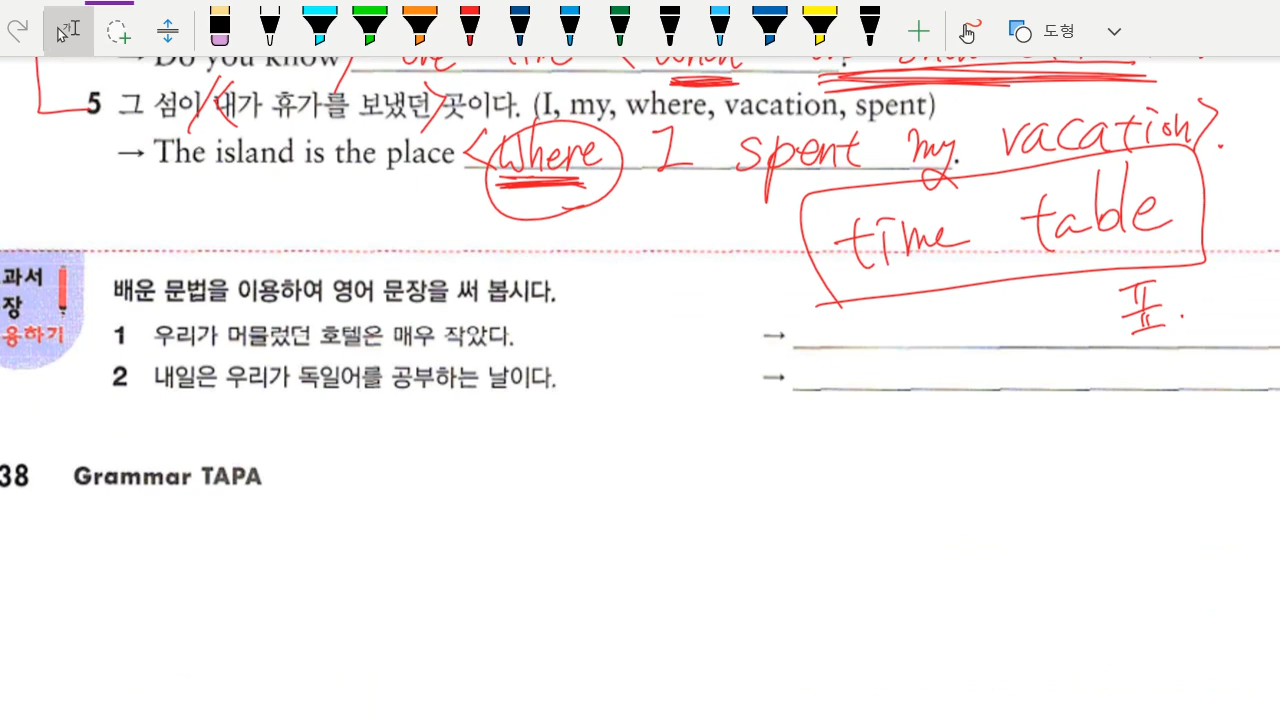 도형
→ Do you know the time < when
5 그 섬이 내가 휴가를 보냈던 곳이다. (I, my, where, vacation, spent)
→ The island is the place <where I spent my vacation>.
time table
표.
과서
장
용하기
배운 문법을 이용하여 영어 문장을 써 봅시다.
1 우리가 머물렀던 호텔은 매우 작았다. →
2 내일은 우리가 독일어를 공부하는 날이다. →
38 Grammar TAPA